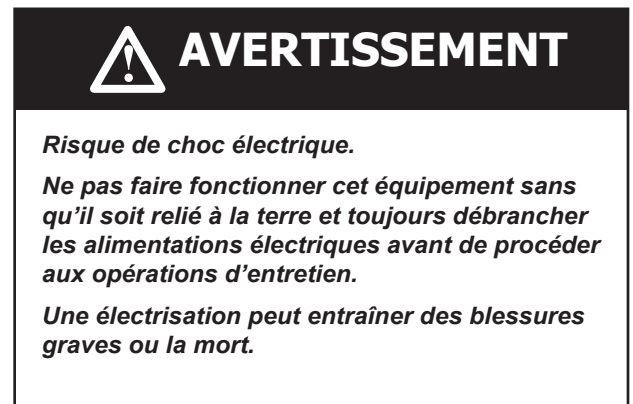 AVERTISSEMENT
Risque de choc électrique.
Ne pas faire fonctionner cet équipement sans
qu’il soit relié à la terre et toujours débrancher
les alimentations électriques avant de procéder
aux opérations d’entretien.
Une électrisation peut entraîner des blessures
graves ou la mort.